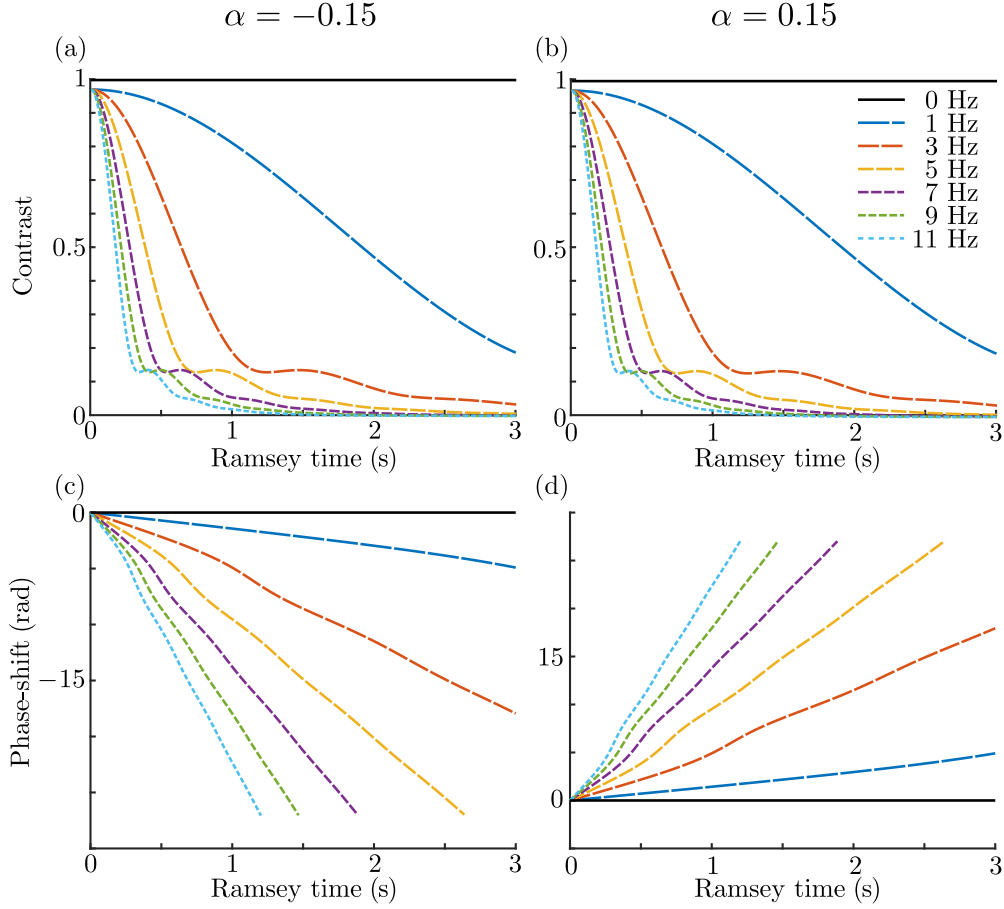 α = −0.15
α = 0.15
(a)
(b)
1
0.5
0
Contrast
0
1
2
3
Ramsey time (s)
1
0.5
0
0
1
2
3
Ramsey time (s)
0 Hz
1 Hz
3 Hz
5 Hz
7 Hz
9 Hz
11 Hz
(c)
(d)
0
−15
Phase-shift (rad)
0
1
2
3
Ramsey time (s)
15
0
0
1
2
3
Ramsey time (s)